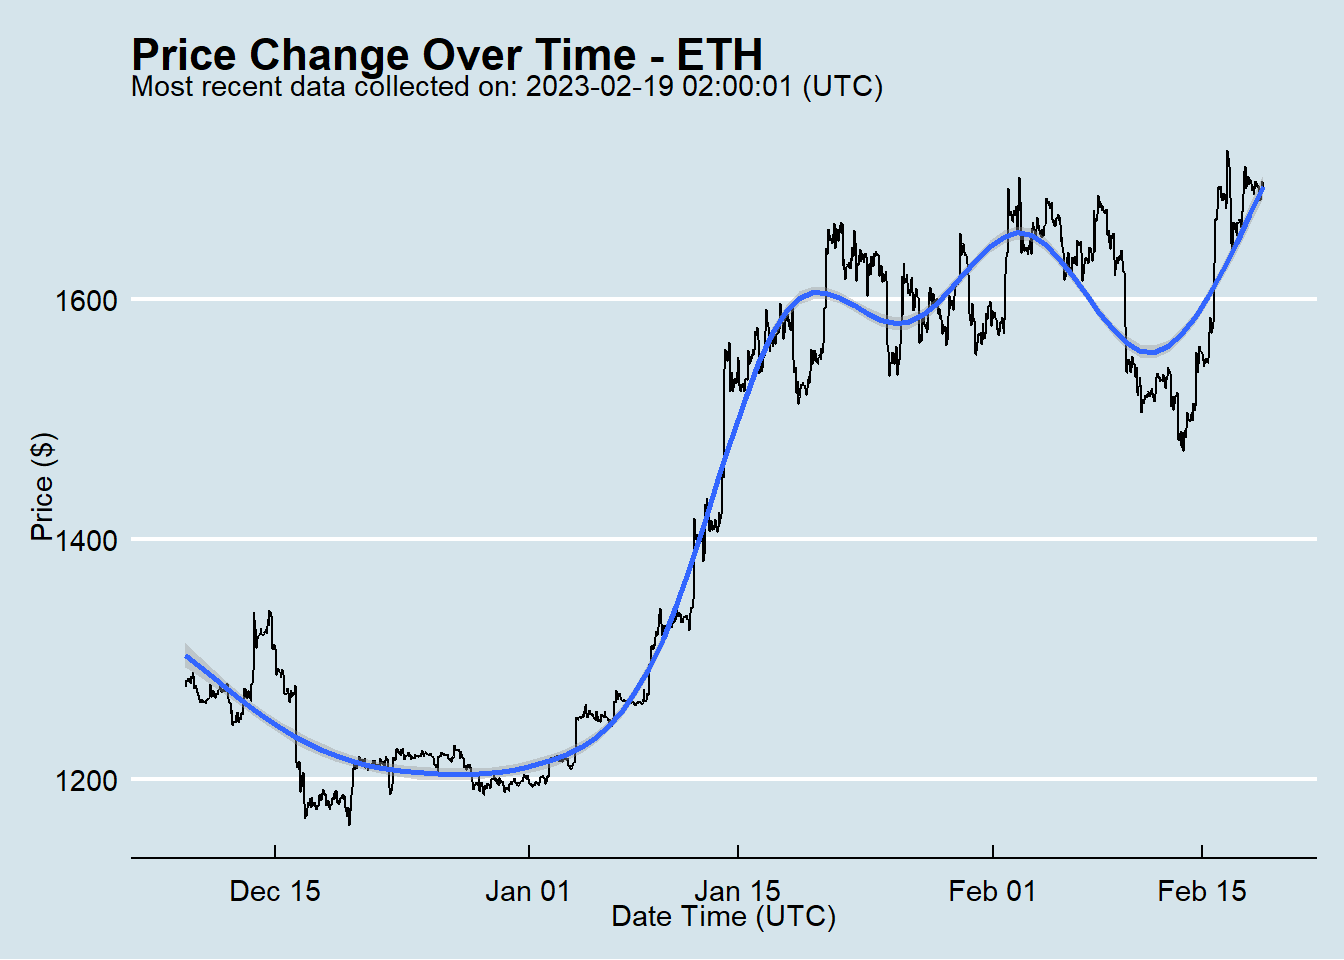 Price Change Over Time - ETH
Most recent data collected on: 2023-02-19 02:00:01 (UTC)
Price ($)
1600
1400
1200
Dec 15
Jan 01
Jan 15
Feb 01
Feb 15
Date Time (UTC)